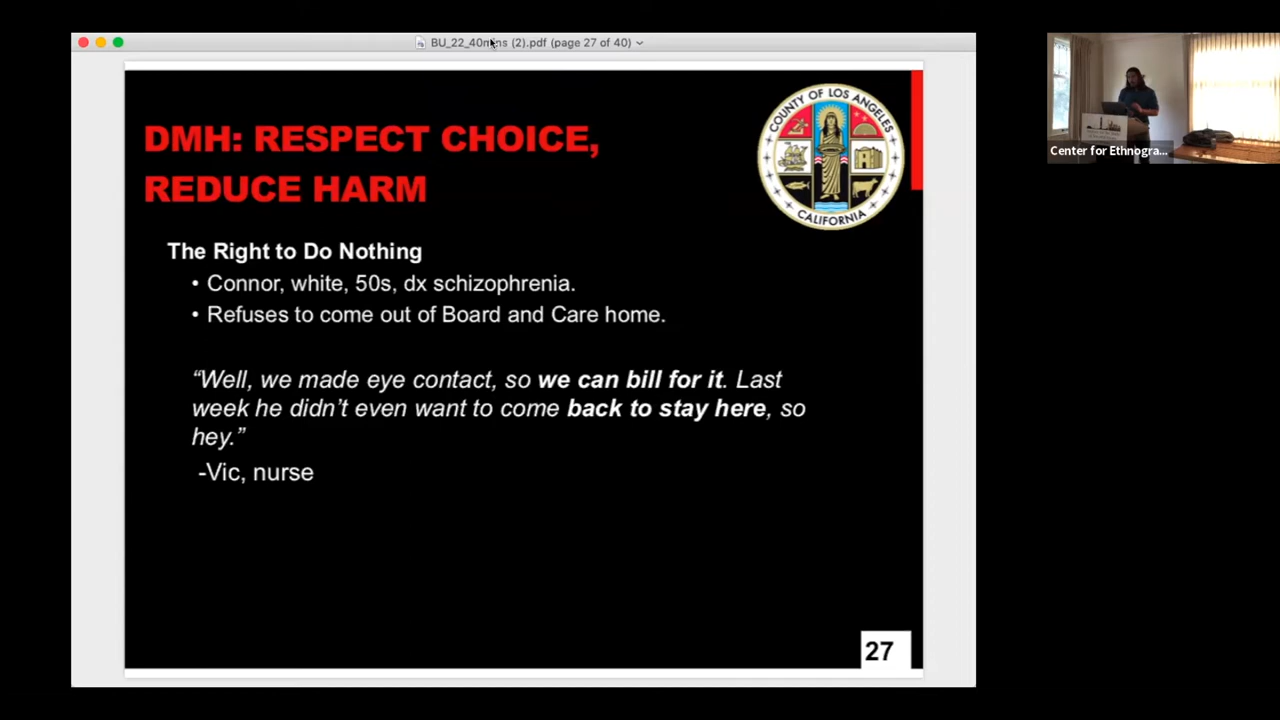 BU_22_40mins (2).pdf (page 27 of 40)
DMH: RESPECT CHOICE,
REDUCE HARM
COUNTY OF LOS ANGELES
CALIFORNIA
The Right to Do Nothing
• Connor, white, 50s, dx schizophrenia.
• Refuses to come out of Board and Care home.
“Well, we made eye contact, so we can bill for it. Last
week he didn’t even want to come back to stay here, so
hey.”
-Vic, nurse
27
Center for Ethnogra...